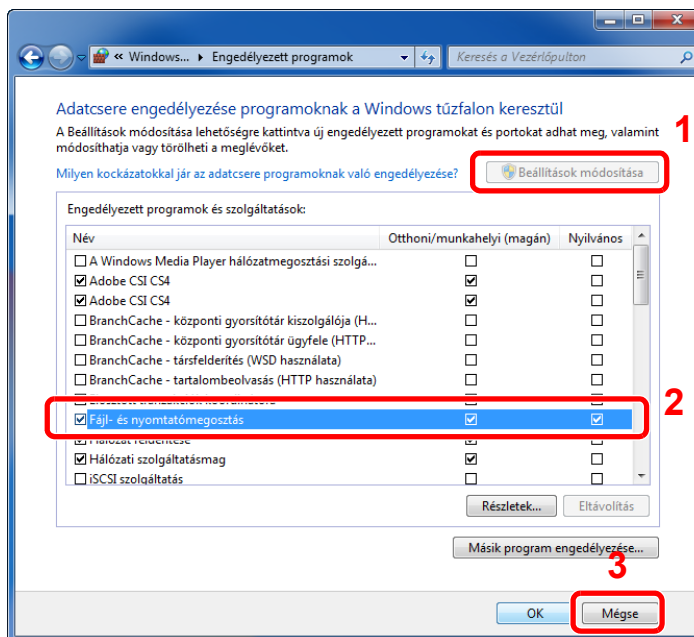 « Windows... ▸ Engedélyezett programok
Keresés a Vezérlőpulton
Adatcsere engedélyezése programoknak a Windows tűzfalon keresztül
A Beállítások módosítása lehetőségre kattintva új engedélyezett programokat és portokat adhat meg, valamint
módosíthatja vagy törölheti a meglévőket.
1
Milyen kockázatokkal jár az adatcsere programoknak való engedélyezése?
Beállítások módosítása
Engedélyezett programok és szolgáltatások:
Név Otthoni/munkahelyi (magán) Nyilvános
A Windows Media Player hálózatmegosztási szolgá...
Adobe CSI CS4
Adobe CSI CS4
BranchCache - központi gyorsítótár kiszolgálója (H...
BranchCache - központi gyorsítótár ügyfele (HTTP...
BranchCache - társfelderítés (WSD használata)
BranchCache - tartalombeolvasás (HTTP használata)
Fájl- és nyomtatómegosztás
2
Hálózat felderítése
Hálózati szolgáltatásmag
iSCSI szolgáltatás
Részletek... Eltávolítás
Másik program engedélyezése...
3
OK Mégse